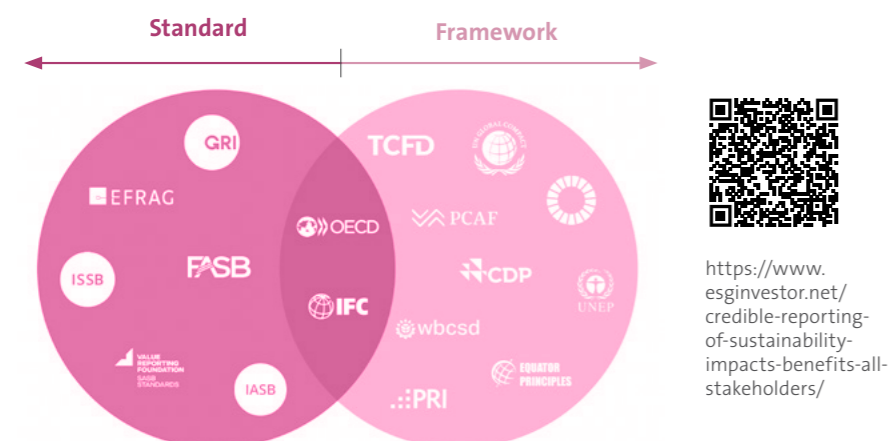 Standard
Framework
GRI
TCFD
UN GLOBAL COMPACT
EFRAG
OECD
PCAF
ISSB
FASB
CDP
IFC
UNEP
wbcsd
VALUE
REPORTING
FOUNDATION
SASB
STANDARDS
IASB
EQUATOR
PRINCIPLES
PRI
https://www.
esginvestor.net/
credible-reporting-
of-sustainability-
impacts-benefits-all-
stakeholders/